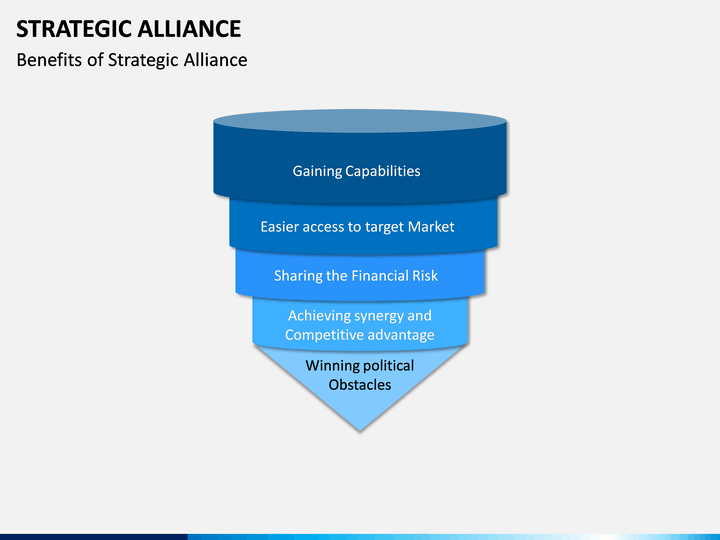 STRATEGIC ALLIANCE
Benefits of Strategic Alliance
Gaining Capabilities
Easier access to target Market
Sharing the Financial Risk
Achieving synergy and
Competitive advantage
Winning political
Obstacles